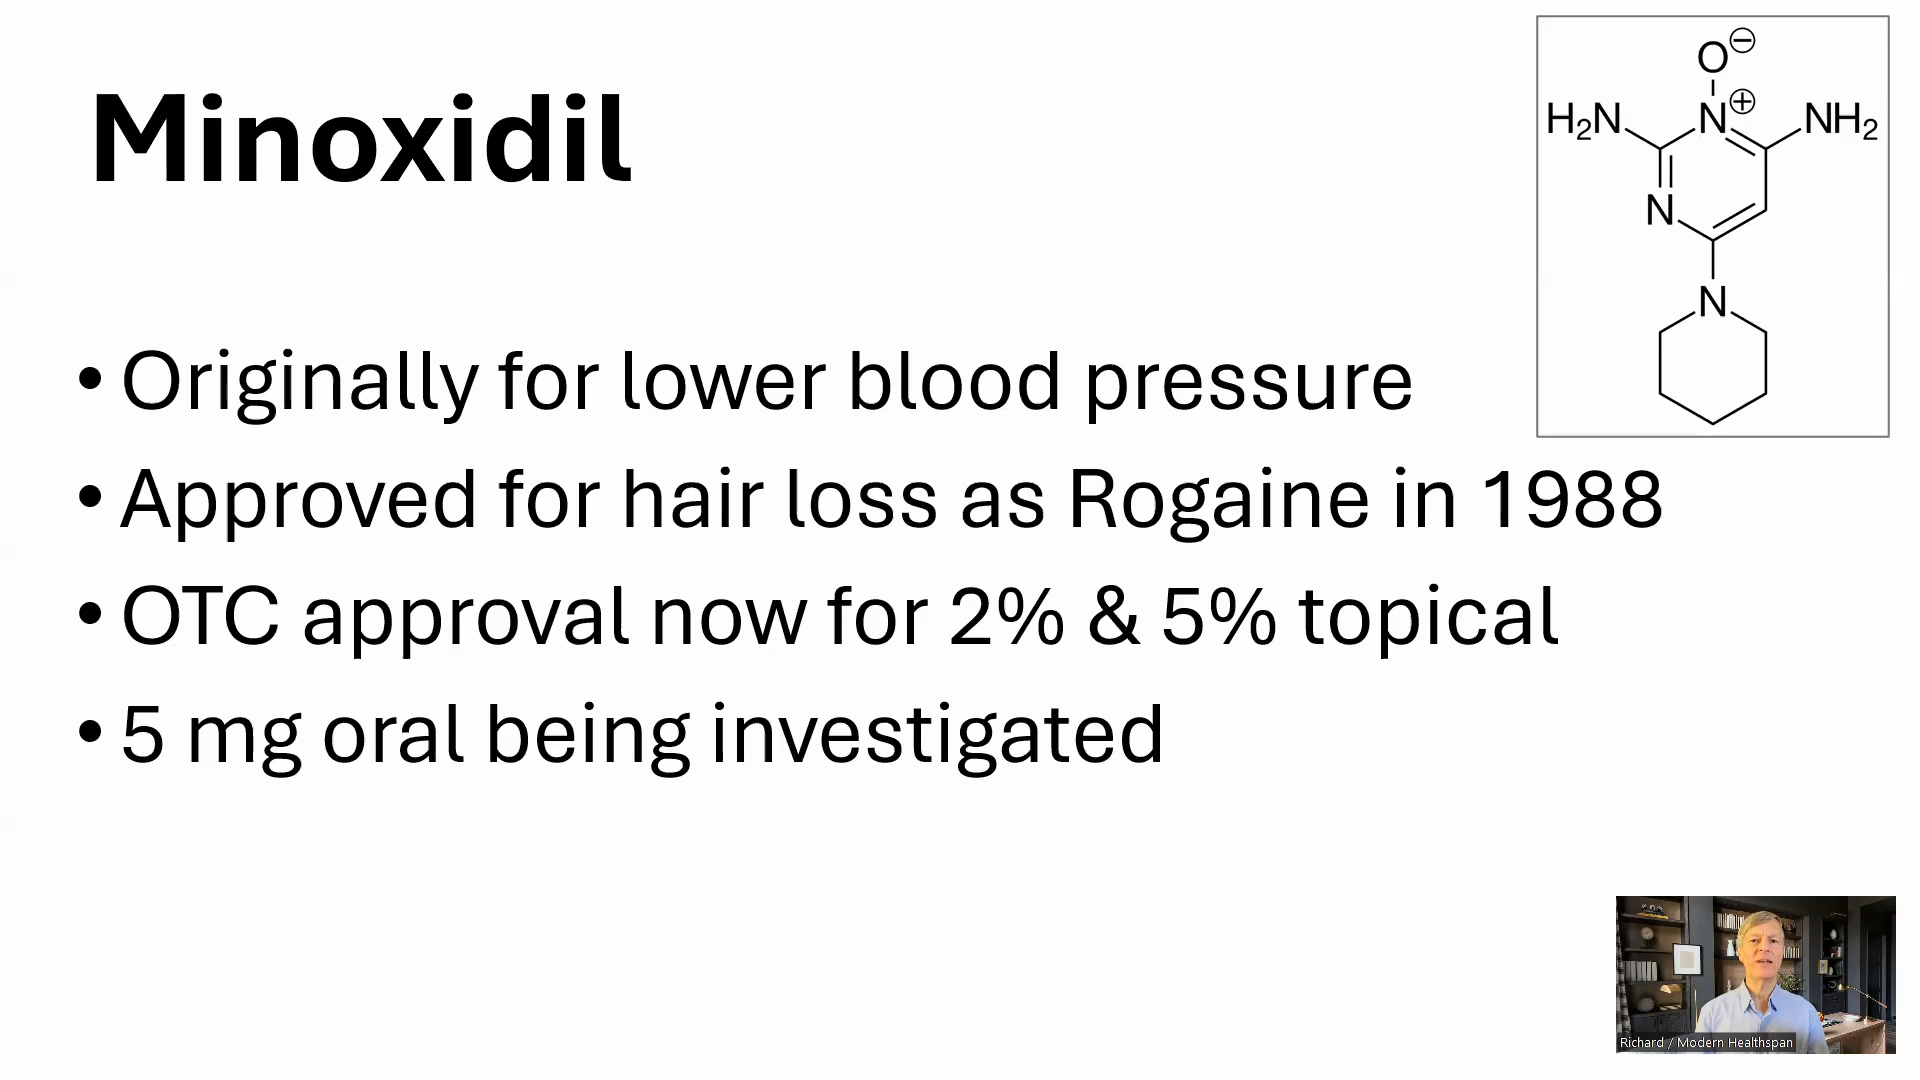 Minoxidil
O⊖
H₂N N⊕ NH₂
N
N
• Originally for lower blood pressure
• Approved for hair loss as Rogaine in 1988
• OTC approval now for 2% & 5% topical
• 5 mg oral being investigated
Richard / Modern Healthspan